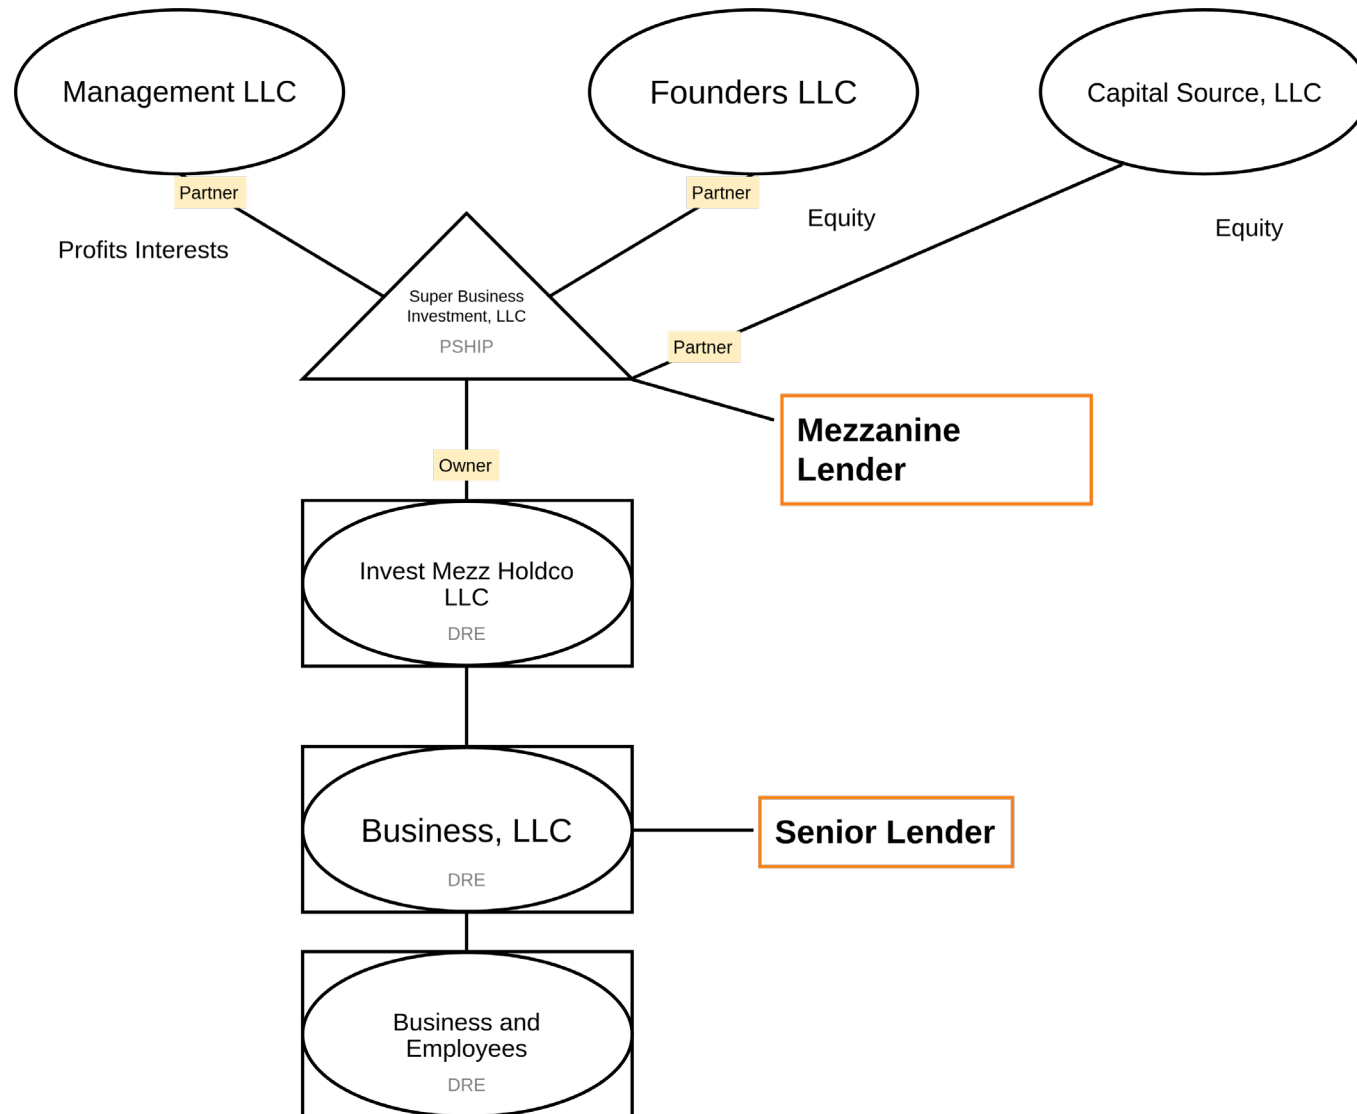 Management LLC
Founders LLC
Capital Source, LLC
Partner
Partner
Equity
Equity
Profits Interests
Super Business
Investment, LLC
PSHIP
Partner
Mezzanine
Lender
Owner
Invest Mezz Holdco
LLC
DRE
Business, LLC
DRE
Senior Lender
Business and
Employees
DRE